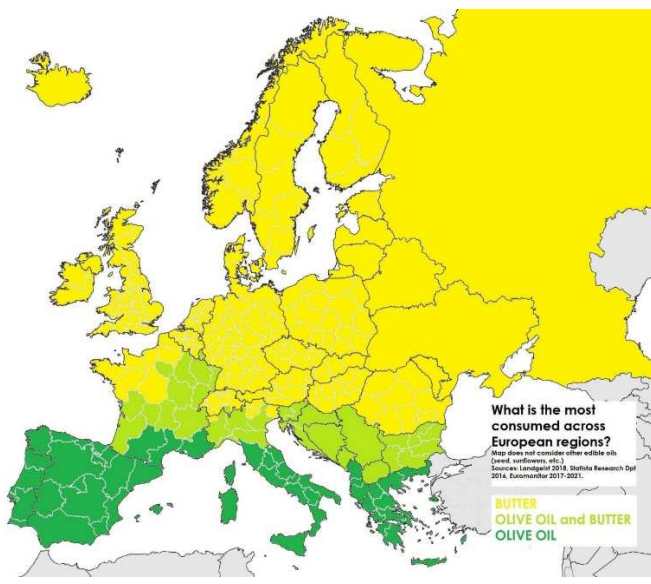 What is the most
consumed across
European regions?
Map does not consider other edible oils
(seed, sunflowers, etc.)
Sources: Landgeist 2018, Statista Research Dpt
2016, Euromonitor 2017-2021.
BUTTER
OLIVE OIL and BUTTER
OLIVE OIL